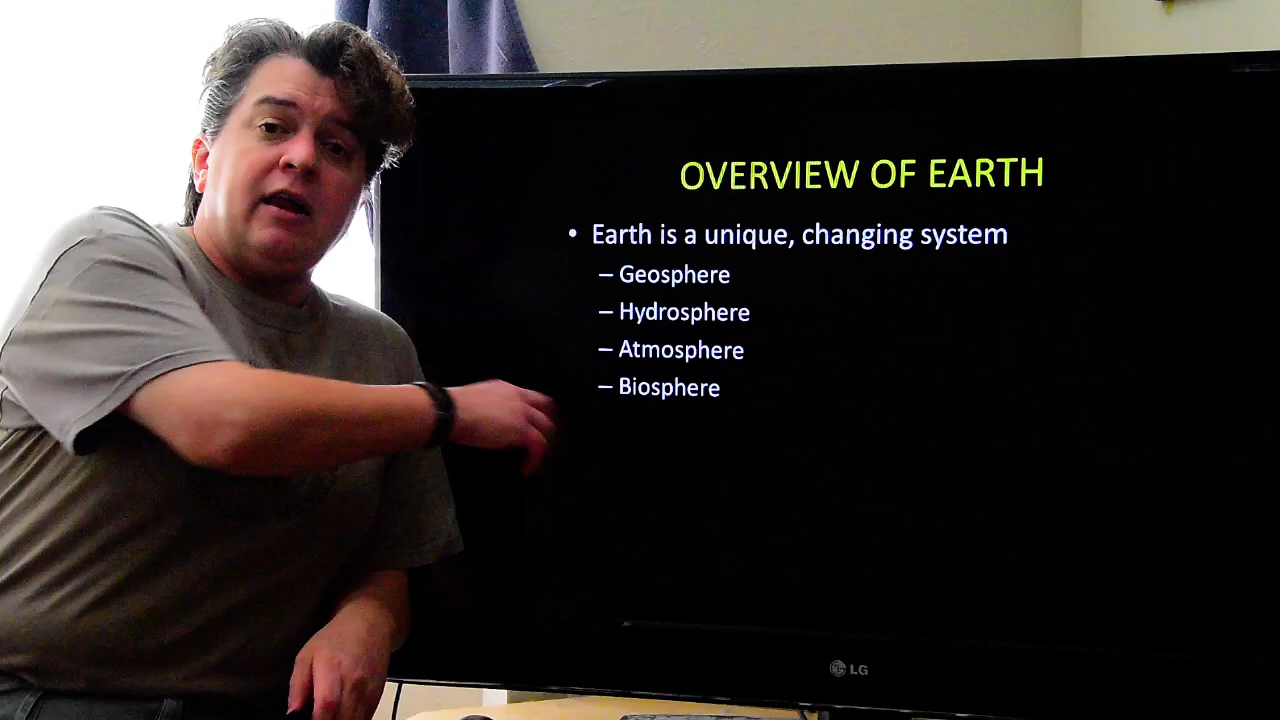 OVERVIEW OF EARTH
• Earth is a unique, changing system
– Geosphere
– Hydrosphere
– Atmosphere
– Biosphere
LG